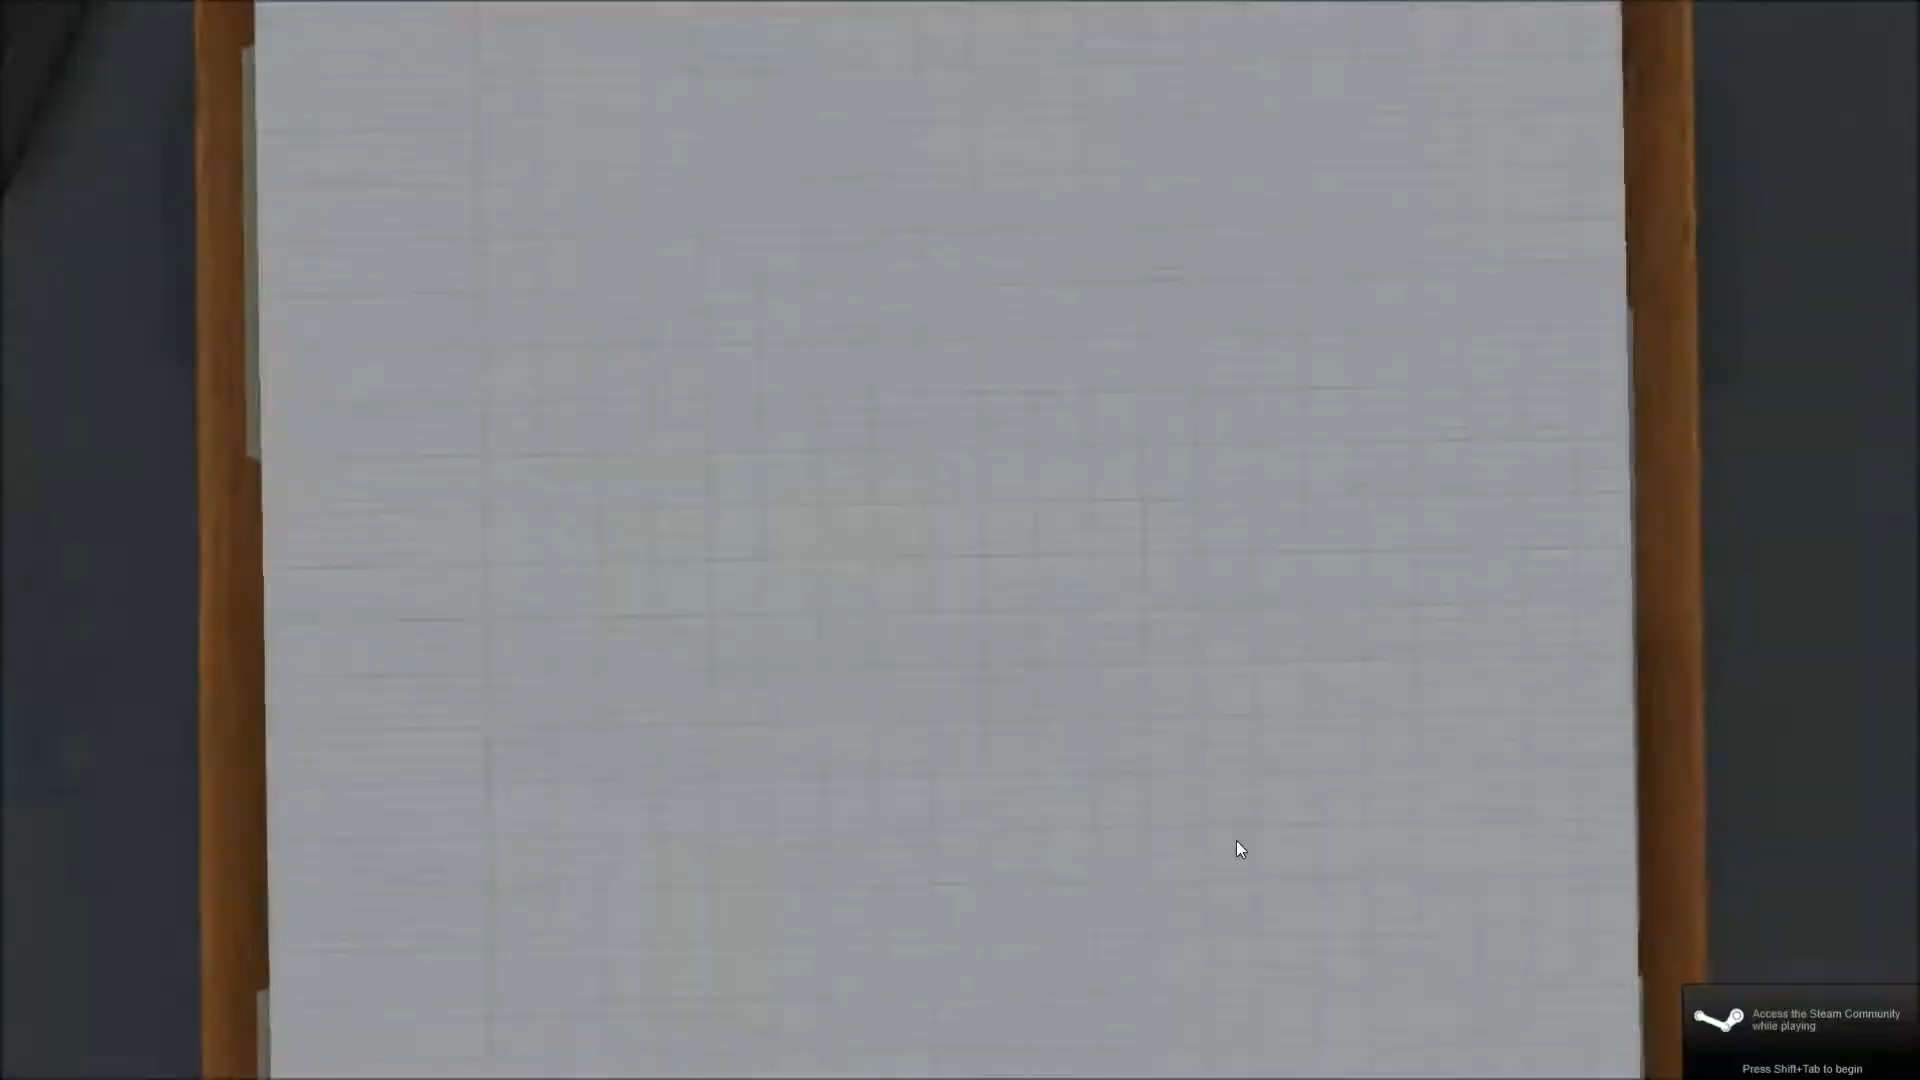 Access the Steam Community
while playing
Press Shift+Tab to begin